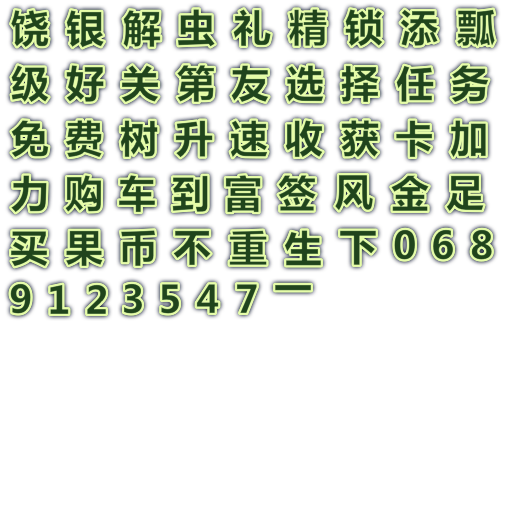 饶银解虫礼精锁添瓢
级好关第友选择任务
免费树升速收获卡加
力购车到富签风金足
买果币不重生下068
9123547一